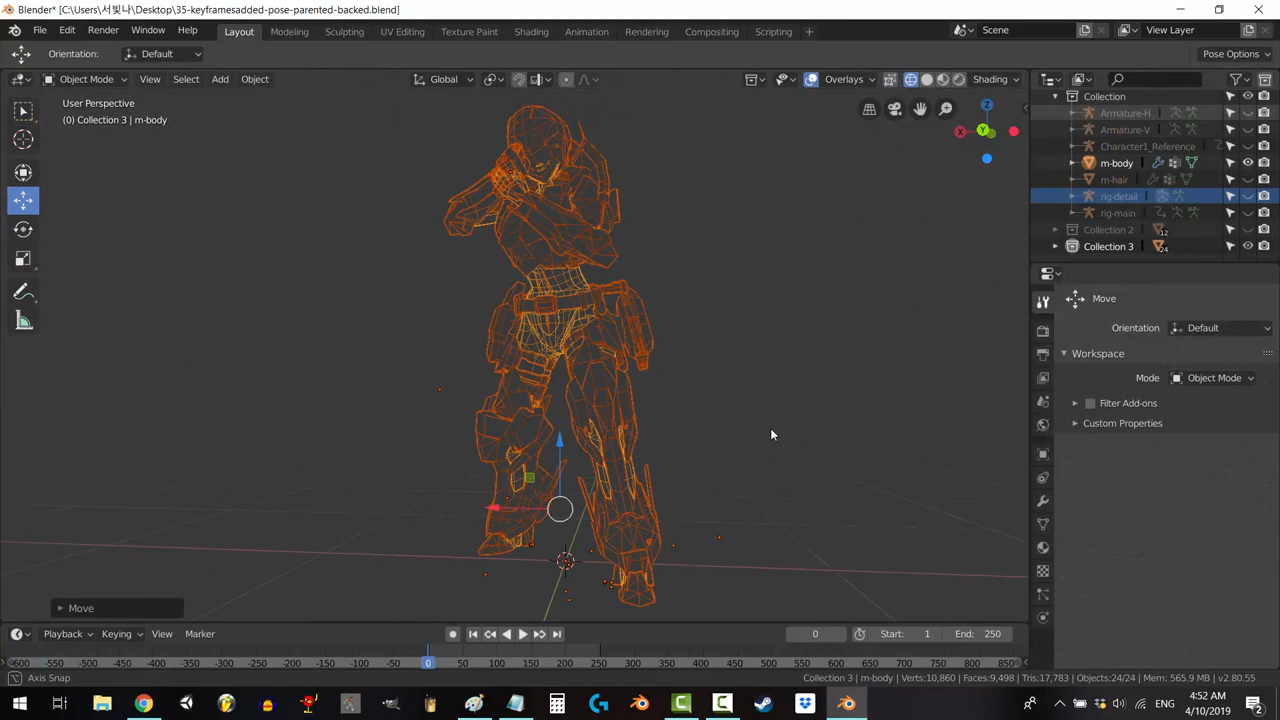 Blender* [C:\Users\서빛나\Desktop\35-keyframesadded-pose-parented-backed.blend]
File Edit Render Window Help Layout Modeling Sculpting UV Editing Texture Paint Shading Animation Rendering Compositing Scripting + Scene View Layer
Orientation: Default Pose Options
Object Mode View Select Add Object Global Overlays Shading
User Perspective
(0) Collection 3 | m-body
Z
X
Y
Collection
Armature-H
Armature-V
Character1_Reference
m-body
m-hair
rig-detail
rig-main
Collection 2 12
Collection 3 24
Move
Orientation Default
Workspace
Mode Object Mode
Filter Add-ons
Custom Properties
Move
Playback Keying View Marker 0 Start: 1 End: 250
-600 -550 -500 -450 -400 -350 -300 -250 -200 -150 -100 -50 0 50 100 150 200 250 300 350 400 450 500 550 600 650 700 750 800 850
Axis Snap Collection 3 | m-body | Verts:10,860 | Faces:9,498 | Tris:17,783 | Objects:24/24 | Mem: 565.9 MB | v2.80.55
ENG 4:52 AM
4/10/2019 2